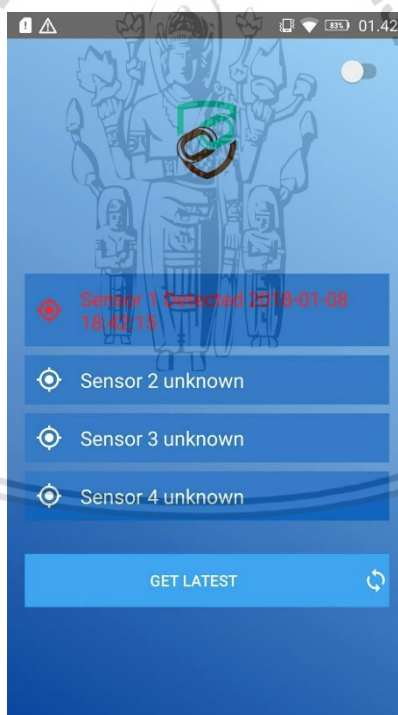 83% 01.42
Sensor 1 Detected 2018-01-08
18:42:15
Sensor 2 unknown
Sensor 3 unknown
Sensor 4 unknown
GET LATEST